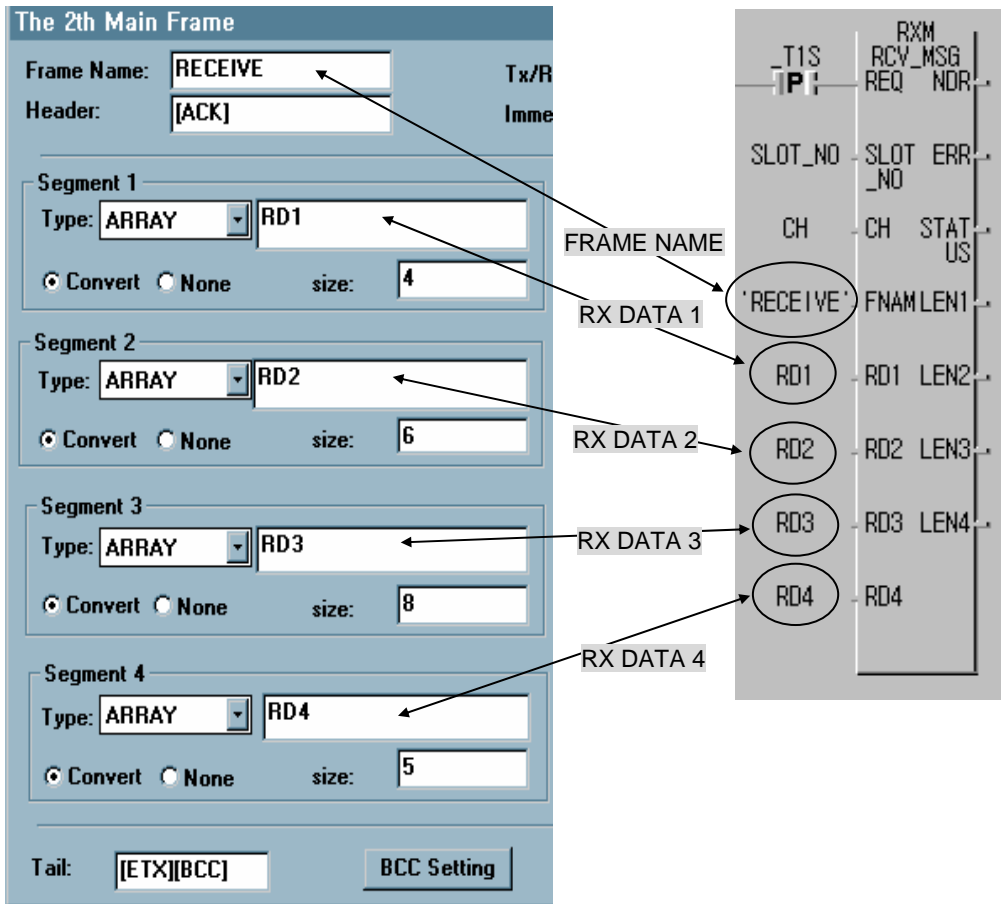 The 2th Main Frame
Frame Name: RECEIVE Tx/R
Header: [ACK] Imme
Segment 1
Type: ARRAY RD1
Convert None size: 4
Segment 2
Type: ARRAY RD2
Convert None size: 6
Segment 3
Type: ARRAY RD3
Convert None size: 8
Segment 4
Type: ARRAY RD4
Convert None size: 5
Tail: [ETX][BCC] BCC Setting
FRAME NAME
RX DATA 1
RX DATA 2
RX DATA 3
RX DATA 4
RXM
_T1S RCV_MSG
P REQ NDR
SLOT_NO SLOT ERR
_NO
CH CH STAT
US
'RECEIVE' FNAM LEN1
RD1 RD1 LEN2
RD2 RD2 LEN3
RD3 RD3 LEN4
RD4 RD4